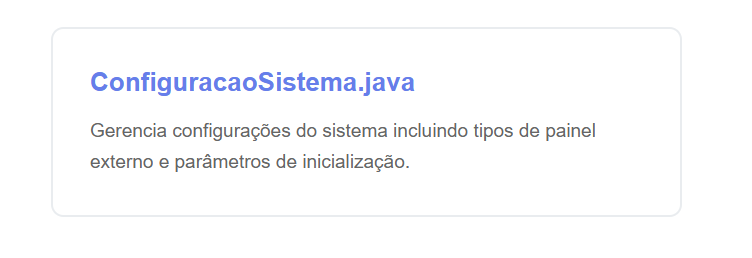 ConfiguracaoSistema.java
Gerencia configurações do sistema incluindo tipos de painel
externo e parâmetros de inicialização.